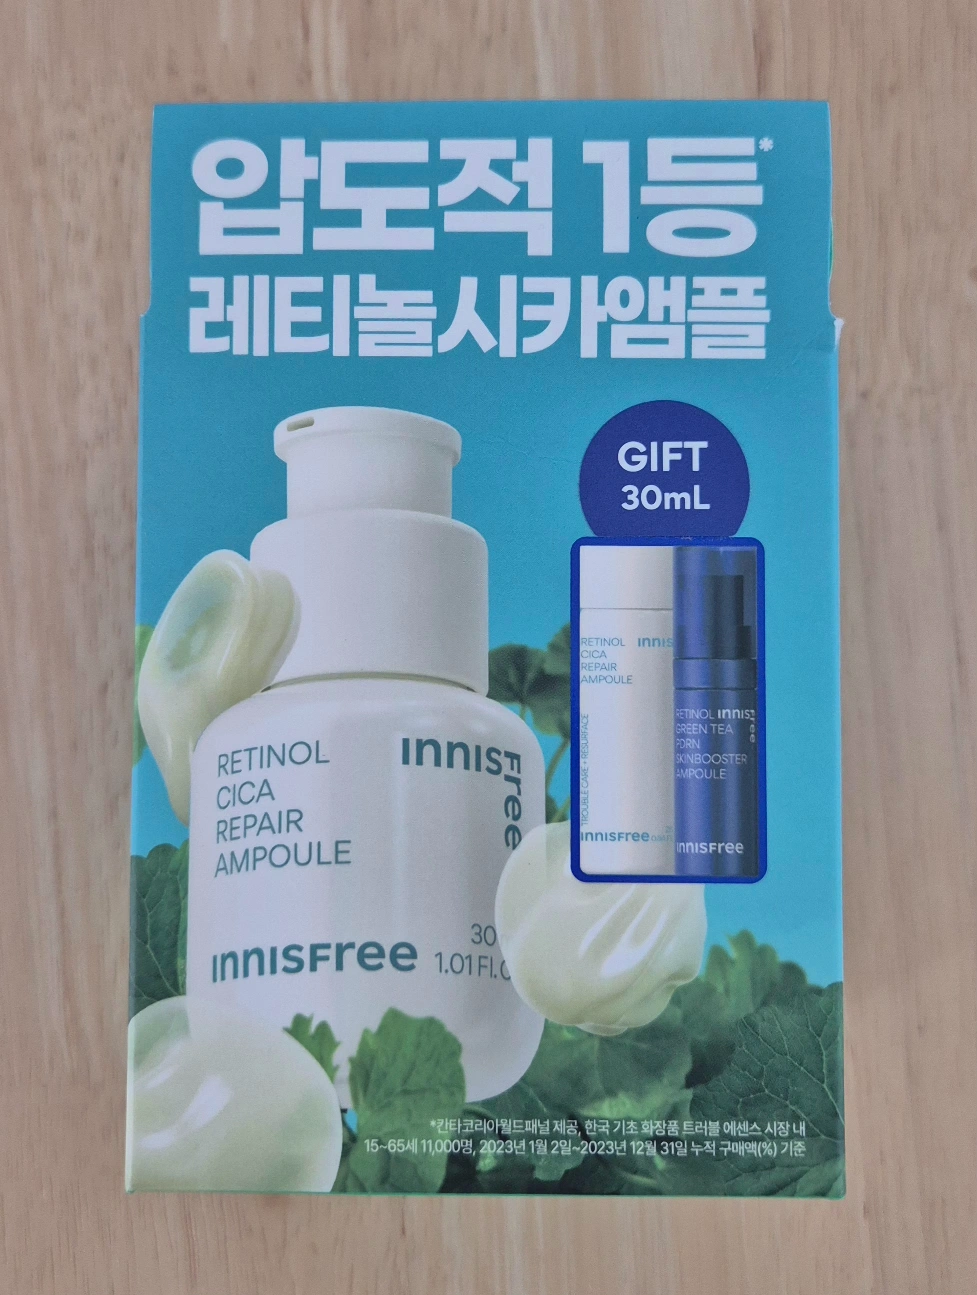 압도적 1등*
레티놀시카앰플
GIFT
30mL
RETINOL
CICA
REPAIR
AMPOULE
innisfree
innisfree
30
1.01 Fl.
RETINOL
CICA
REPAIR
AMPOULE
innis
TROUBLE CARE + RESURFACE
innisfree
RETINOL
GREEN TEA
PDRN
SKINBOOSTER
AMPOULE
innisfree
innisfree
*칸타코리아월드패널 제공, 한국 기초 화장품 트러블 에센스 시장 내
15~65세 11,000명, 2023년 1월 2일~2023년 12월 31일 누적 구매액(%) 기준